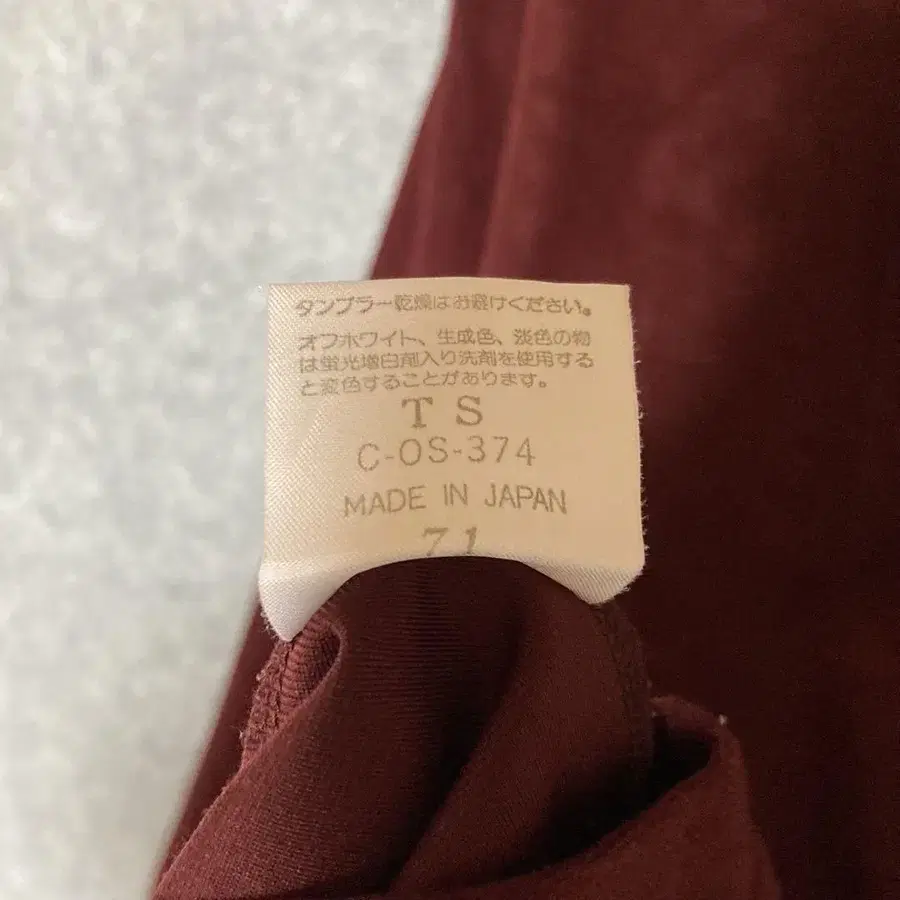 タンブラー乾燥はお避けください。
オフホワイト、生成色、淡色の物
は蛍光増白剤入り洗剤を使用する
と変色することがあります。
T S
C-OS-374
MADE IN JAPAN
71